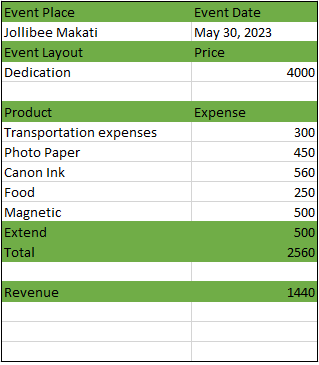 Event Place Event Date
Jollibee Makati May 30, 2023
Event Layout Price
Dedication 4000
Product Expense
Transportation expenses 300
Photo Paper 450
Canon Ink 560
Food 250
Magnetic 500
Extend 500
Total 2560
Revenue 1440